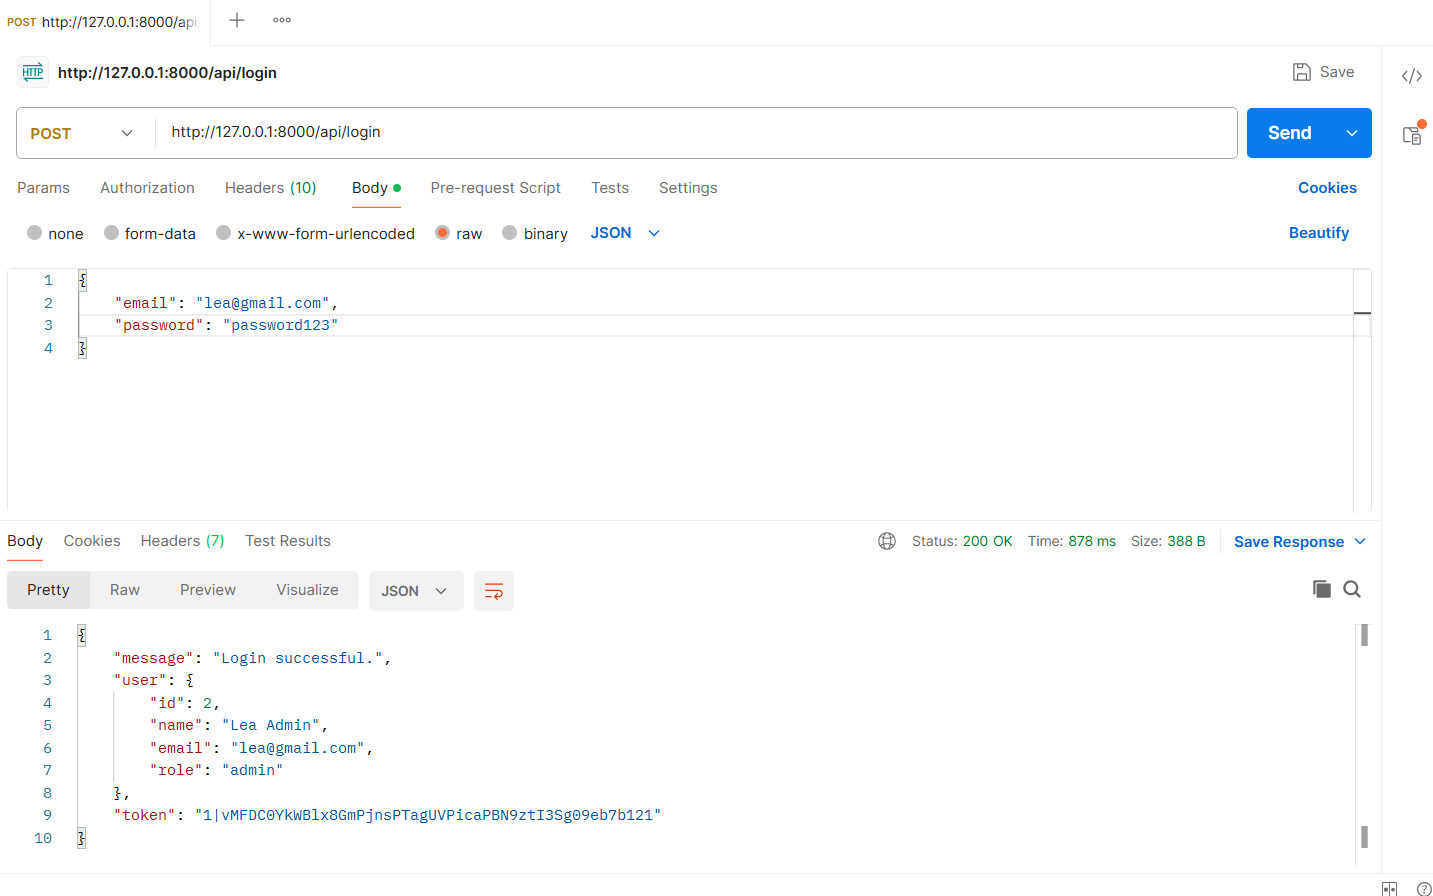 POST http://127.0.0.1:8000/api
HTTP http://127.0.0.1:8000/api/login
Save
POST http://127.0.0.1:8000/api/login
Send
Params Authorization Headers (10) Body Pre-request Script Tests Settings Cookies
none form-data x-www-form-urlencoded raw binary JSON Beautify
1 {
2 "email": "lea@gmail.com",
3 "password": "password123"
4 }
Body Cookies Headers (7) Test Results Status: 200 OK Time: 878 ms Size: 388 B Save Response
Pretty Raw Preview Visualize JSON
1 {
2 "message": "Login successful.",
3 "user": {
4 "id": 2,
5 "name": "Lea Admin",
6 "email": "lea@gmail.com",
7 "role": "admin"
8 },
9 "token": "1|vMFDC0YkWBlx8GmPjnsPTagUVPicaPBN9ztI3Sg09eb7b121"
10 }